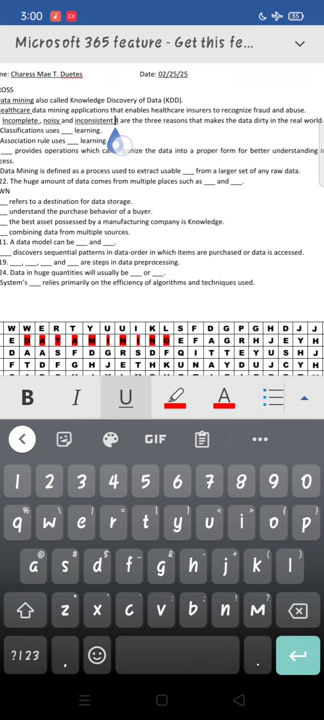 3:00
35
Microsoft 365 feature - Get this fe...
ne: Charess Mae T. Duetes Date: 02/25/25
ROSS
Data mining also called Knowledge Discovery of Data (KDD).
Healthcare data mining applications that enables healthcare insurers to recognize fraud and abuse.
Incomplete , noisy and inconsistent are the three reasons that makes the data dirty in the real world
Classifications uses ___ learning.
Association rule uses ___ learning.
___ provides operations which can the data into a proper form for better understanding in
cess.
Data Mining is defined as a process used to extract usable ___ from a larger set of any raw data.
22. The huge amount of data comes from multiple places such as ___ and ___.
WN
__ refers to a destination for data storage.
__ understand the purchase behavior of a buyer.
__ the best asset possessed by a manufacturing company is Knowledge.
__ combining data from multiple sources.
11. A data model can be ___ and ___.
___ discovers sequential patterns in data-order in which items are purchased or data is accessed.
19. ___, ___, ___ and ___ are steps in data preprocessing.
24. Data in huge quantities will usually be ___ or ___.
System's ___ relies primarily on the efficiency of algorithms and techniques used.
W W E R T Y U U I K L S F D G P G H D J J
E D A T A M I N I N G E F A G R H J E Y H
D A A S F D G R S D F Q I T T E Y U S H J
F T D F G H J E T H K U N A Y D L Y C Y
B I U A
GIF
1 2 3 4 5 6 7 8 9 0
q w e r t y u i o p
a s d f g h j k l
z x c v b n m
?123 , .